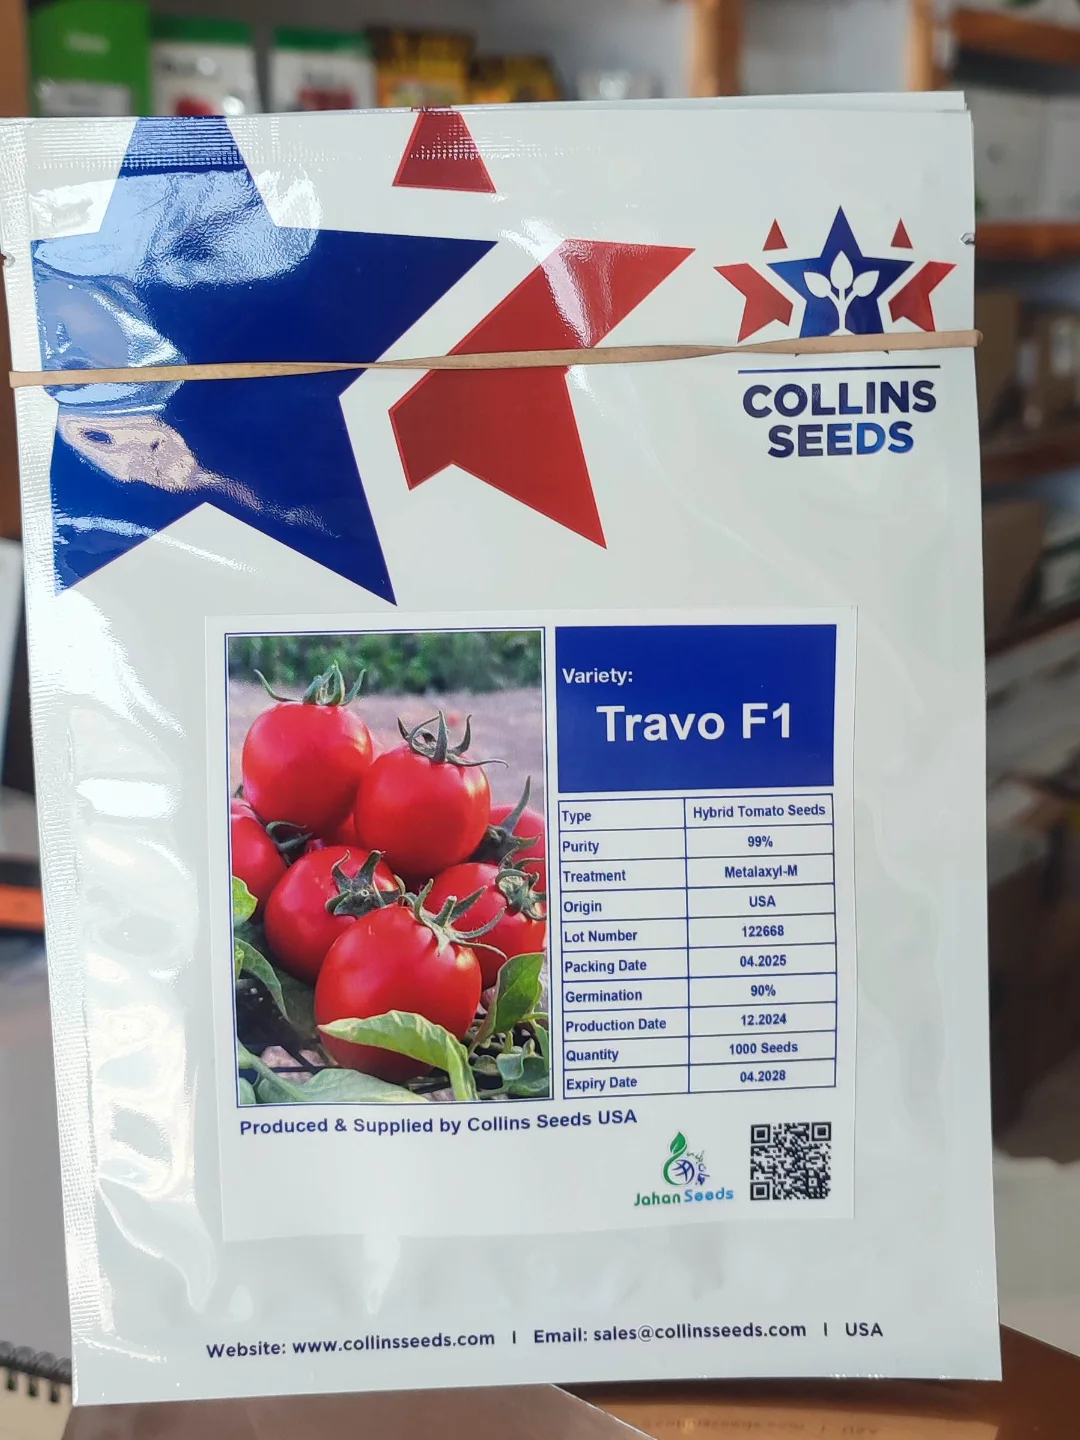 COLLINS
SEEDS
Variety:
Travo F1
Type Hybrid Tomato Seeds
Purity 99%
Treatment Metalaxyl-M
Origin USA
Lot Number 122668
Packing Date 04.2025
Germination 90%
Production Date 12.2024
Quantity 1000 Seeds
Expiry Date 04.2028
Produced & Supplied by Collins Seeds USA
Jahan Seeds
Website: www.collinsseeds.com I Email: sales@collinsseeds.com I USA